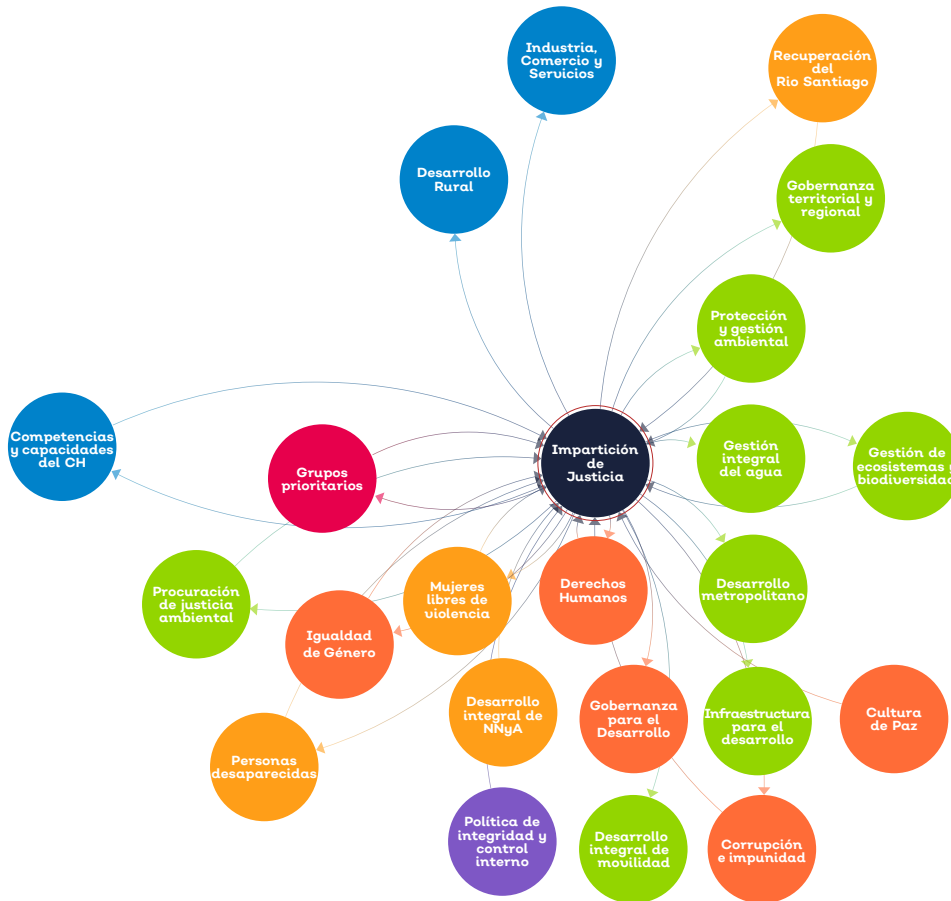 Industria,
Comercio y
Servicios
Recuperación
del
Rio Santiago
Desarrollo
Rural
Gobernanza
territorial y
regional
Protección
y gestión
ambiental
Competencias
y capacidades
del CH
Grupos
prioritarios
Impartición
de
Justicia
Gestión
integral
del agua
Gestión de
ecosistemas y
biodiversidad
Procuración
de justicia
ambiental
Igualdad
de Género
Mujeres
libres de
violencia
Derechos
Humanos
Desarrollo
metropolitano
Personas
desaparecidas
Desarrollo
integral de
NNyA
Gobernanza
para el
Desarrollo
Infraestructura
para el
desarrollo
Cultura
de Paz
Política de
integridad y
control
interno
Desarrollo
integral de
movilidad
Corrupción
e impunidad